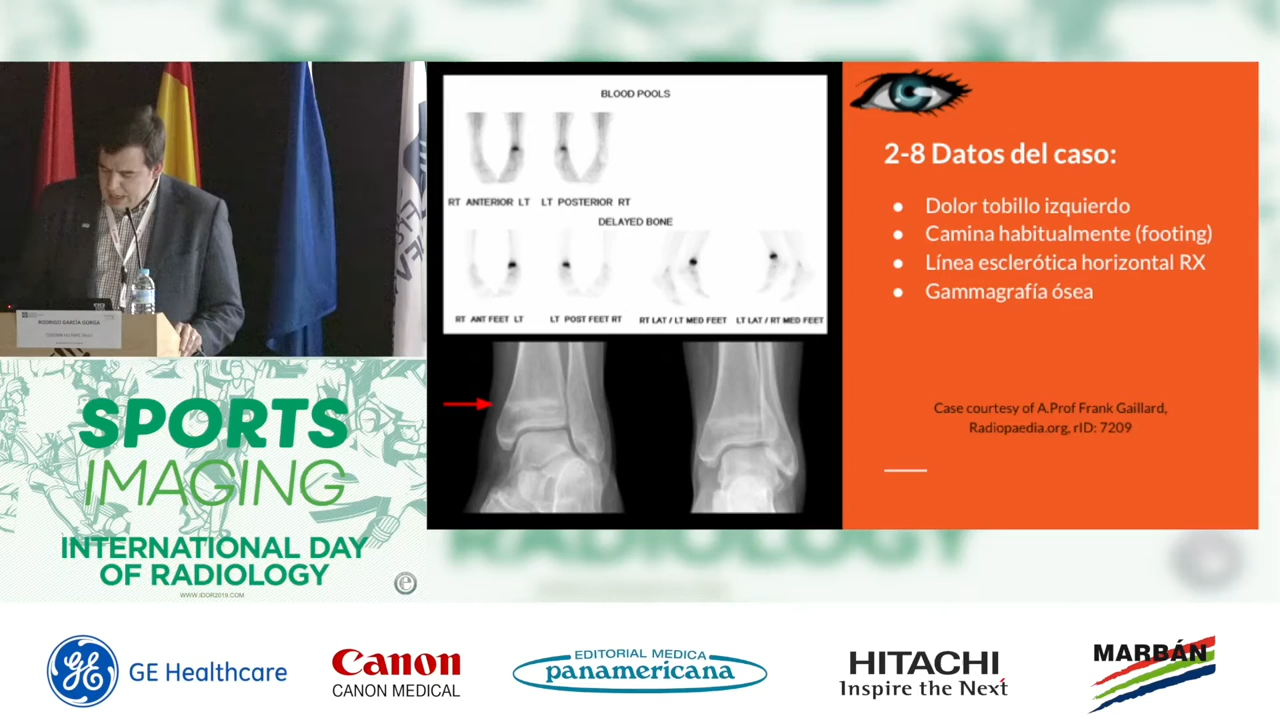 BLOOD POOLS
RT ANTERIOR LT LT POSTERIOR RT
DELAYED BONE
RT ANT FEET LT LT POST FEET RT RT LAT / LT MED FEET LT LAT / RT MED FEET
2-8 Datos del caso:
● Dolor tobillo izquierdo
● Camina habitualmente (footing)
● Línea esclerótica horizontal RX
● Gammagrafía ósea
Case courtesy of A.Prof Frank Gaillard,
Radiopaedia.org, rID: 7209
RODRIGO GARCÍA GORGA
SPORTS
IMAGING
INTERNATIONAL DAY
OF RADIOLOGY
WWW.IDOR2019.COM
RADIOLOGY
GE GE Healthcare
Canon
CANON MEDICAL
EDITORIAL MEDICA
panamericana
HITACHI
Inspire the Next
MARBÁN